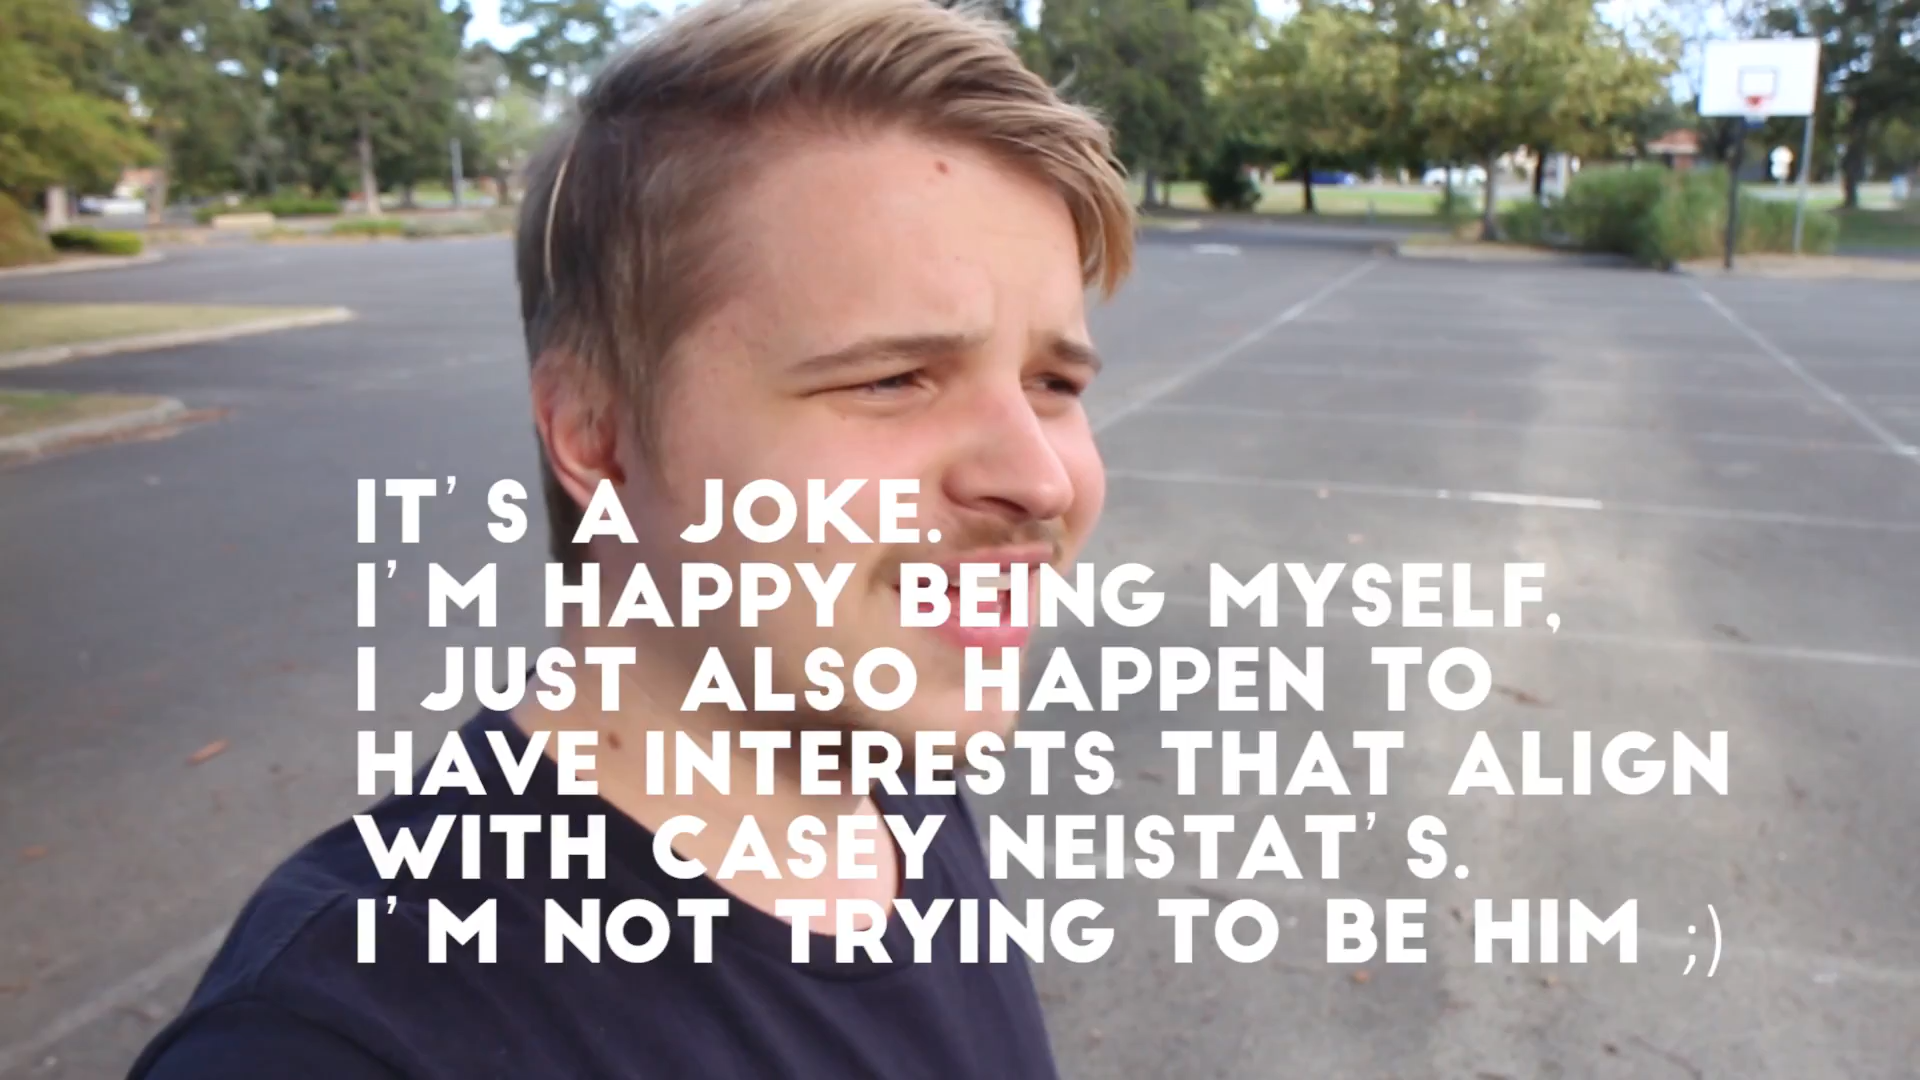 IT'S A JOKE.
I'M HAPPY BEING MYSELF,
I JUST ALSO HAPPEN TO
HAVE INTERESTS THAT ALIGN
WITH CASEY NEISTAT'S.
I'M NOT TRYING TO BE HIM ;)